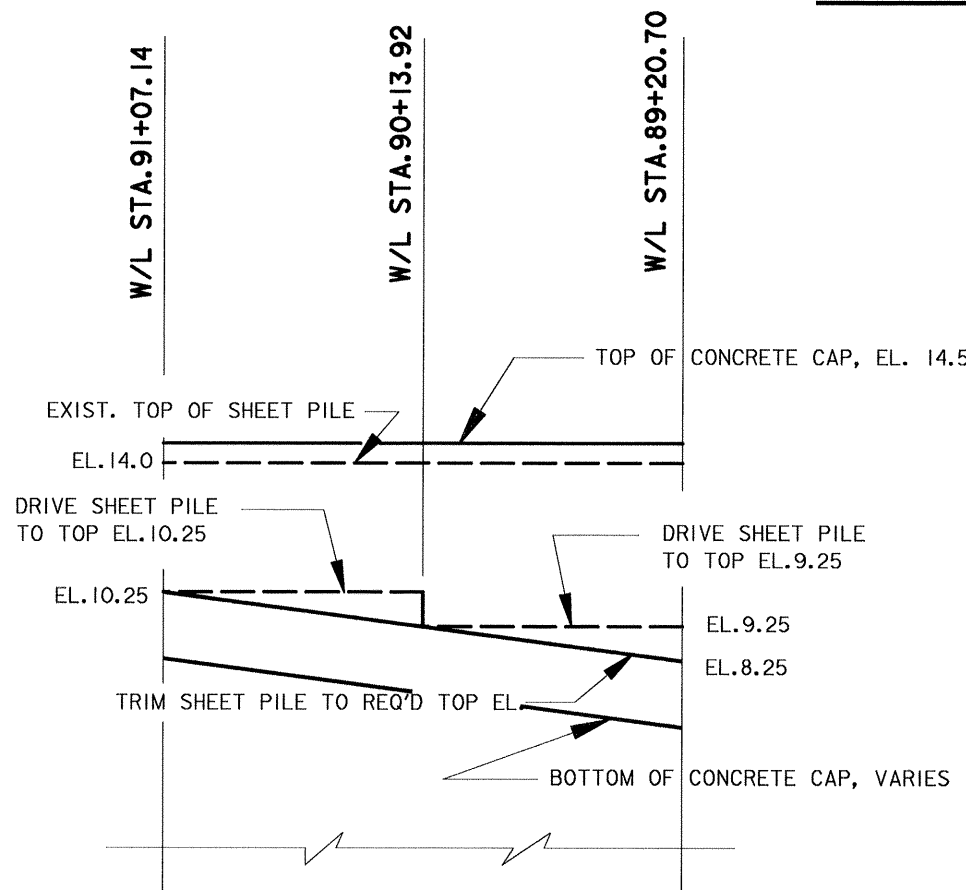 W/L STA.91+07.14
W/L STA.90+13.92
W/L STA.89+20.70
TOP OF CONCRETE CAP, EL. 14.5
EXIST. TOP OF SHEET PILE
EL.14.0
DRIVE SHEET PILE
TO TOP EL.10.25
DRIVE SHEET PILE
TO TOP EL.9.25
EL.10.25
EL.9.25
EL.8.25
TRIM SHEET PILE TO REQ'D TOP EL.
BOTTOM OF CONCRETE CAP, VARIES